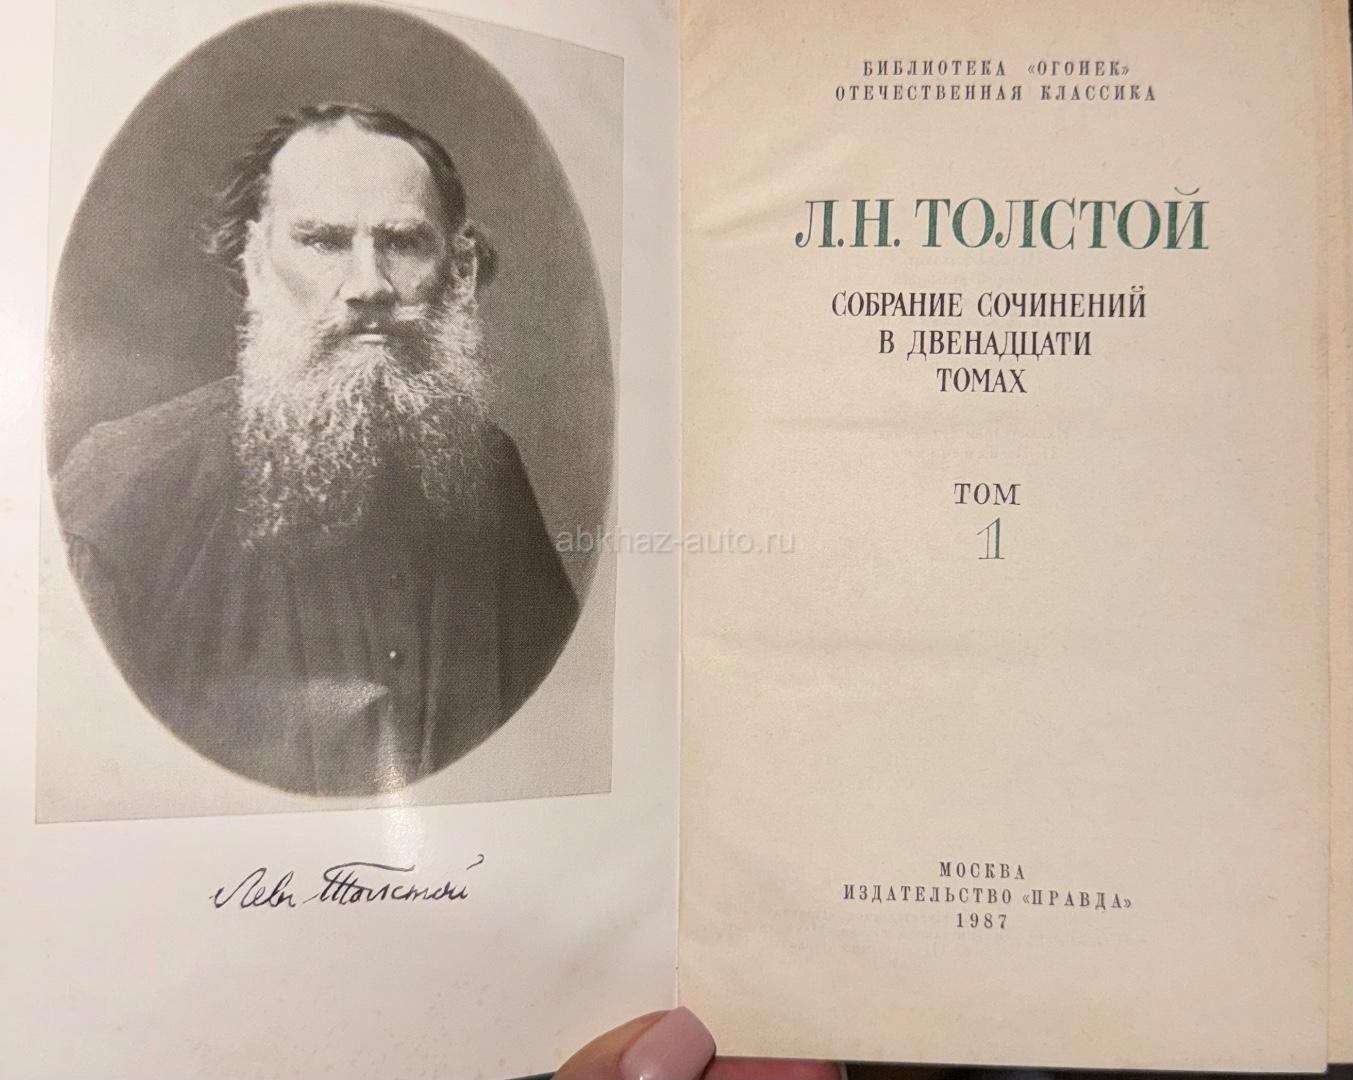 Левъ Толстой
БИБЛИОТЕКА «ОГОНЕК»
ОТЕЧЕСТВЕННАЯ КЛАССИКА
Л.Н. ТОЛСТОЙ
СОБРАНИЕ СОЧИНЕНИЙ
В ДВЕНАДЦАТИ
ТОМАХ
ТОМ
1
abkhaz-auto.ru
МОСКВА
ИЗДАТЕЛЬСТВО «ПРАВДА»
1987